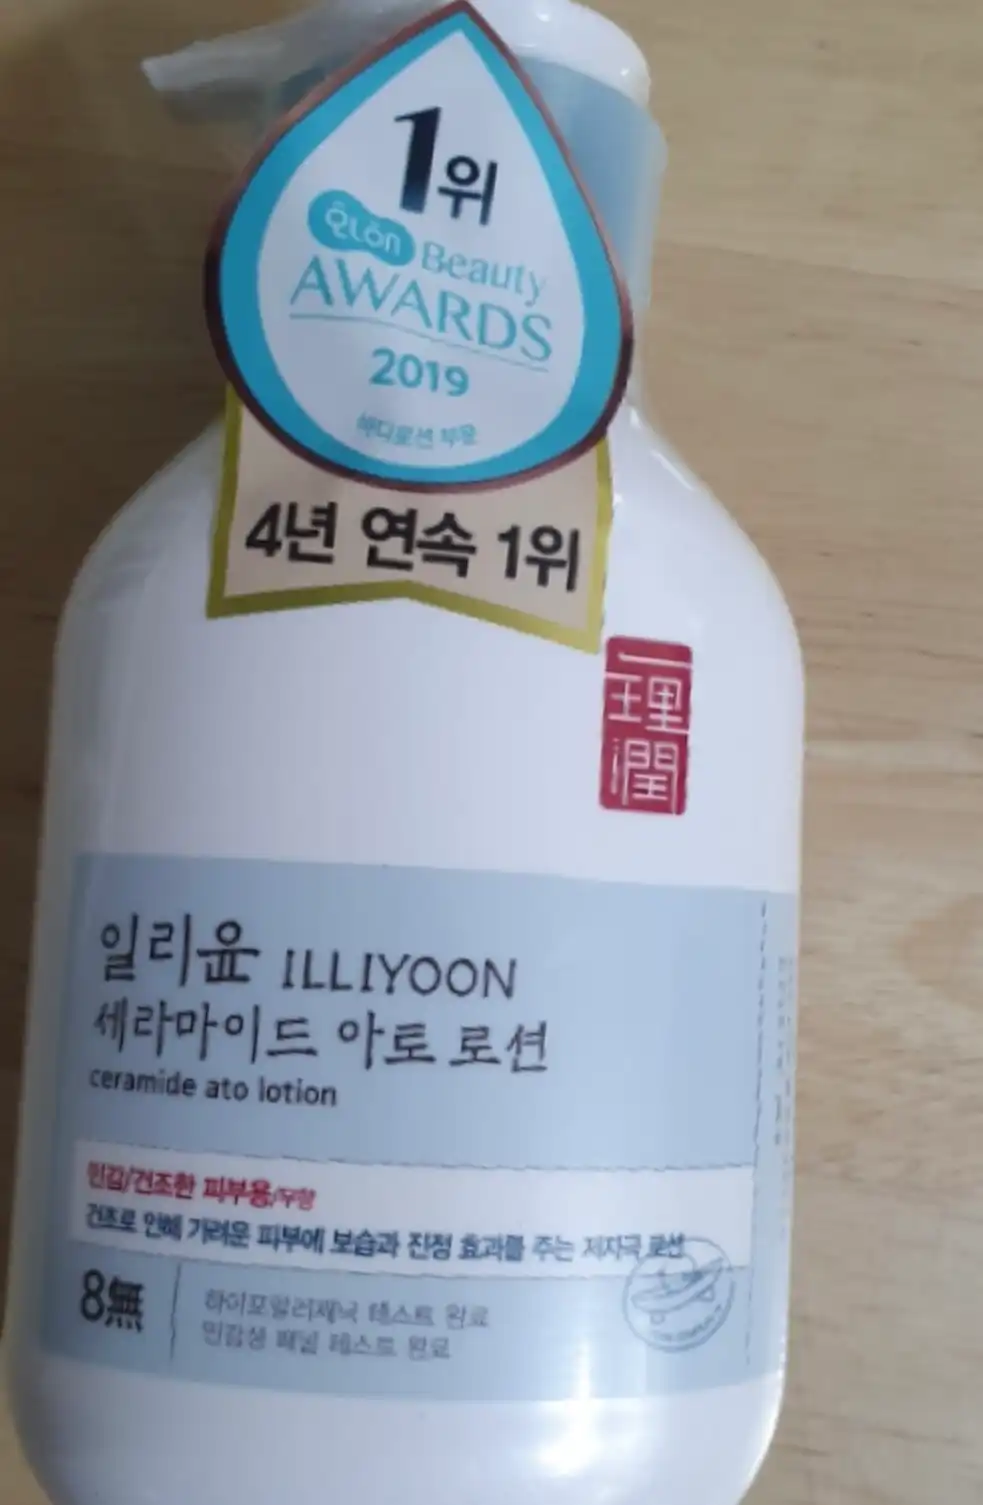 1위
Glön Beauty
AWARDS
2019
바디로션 부문
4년 연속 1위
一理
潤
일리윤 ILLIYOON
세라마이드 아토 로션
ceramide ato lotion
민감/건조한 피부용/무향
건조로 인해 가려운 피부에 보습과 진정 효과를 주는 저자극 로션
8無
하이포알러제닉 테스트 완료
민감성 패널 테스트 완료